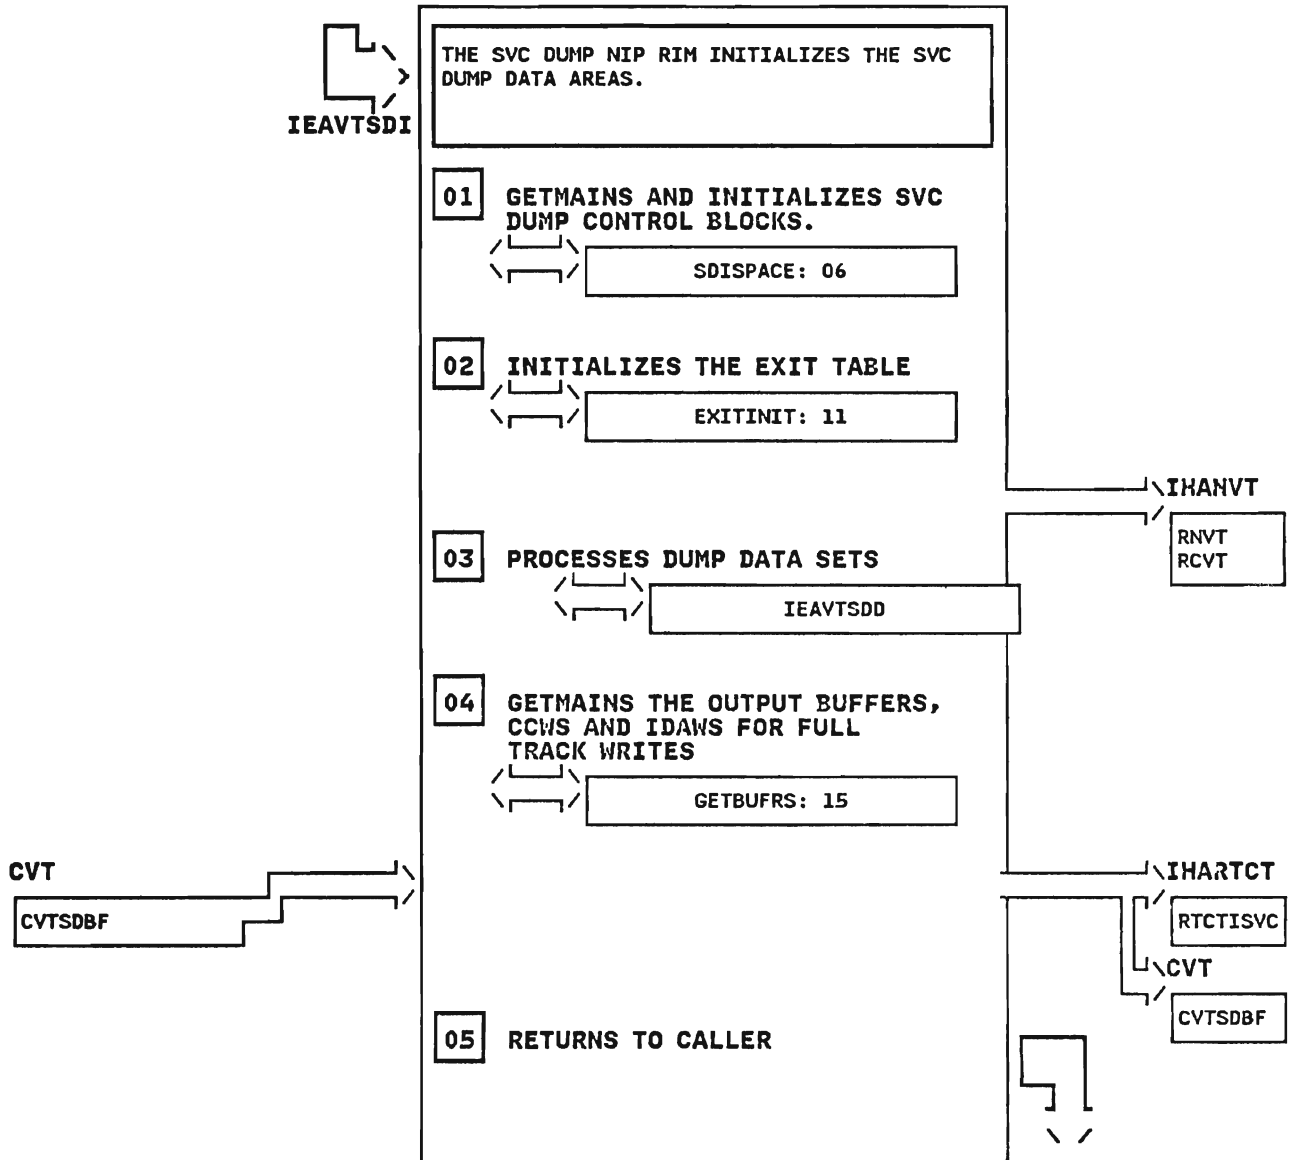 THE SVC DUMP NIP RIM INITIALIZES THE SVC
DUMP DATA AREAS.
IEAVTSDI
01 GETMAINS AND INITIALIZES SVC
DUMP CONTROL BLOCKS.
SDISPACE: 06
02 INITIALIZES THE EXIT TABLE
EXITINIT: 11
IHANVT
RNVT
RCVT
03 PROCESSES DUMP DATA SETS
IEAVTSDD
04 GETMAINS THE OUTPUT BUFFERS,
CCWS AND IDAWS FOR FULL
TRACK WRITES
GETBUFRS: 15
CVT
CVTSDBF
IHARTCT
RTCTISVC
CVT
CVTSDBF
05 RETURNS TO CALLER